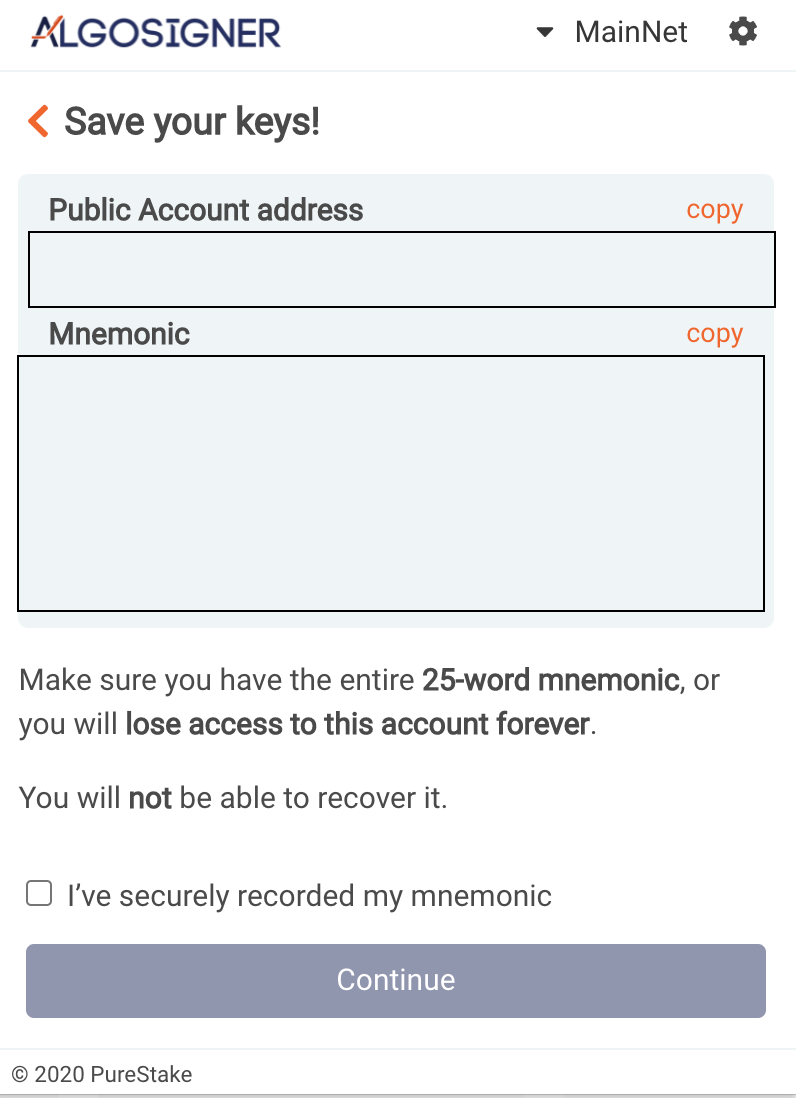 ALGOSIGNER
MainNet
Save your keys!
Public Account address
copy
Mnemonic
copy
Make sure you have the entire 25-word mnemonic, or
you will lose access to this account forever.
You will not be able to recover it.
I’ve securely recorded my mnemonic
Continue
© 2020 PureStake